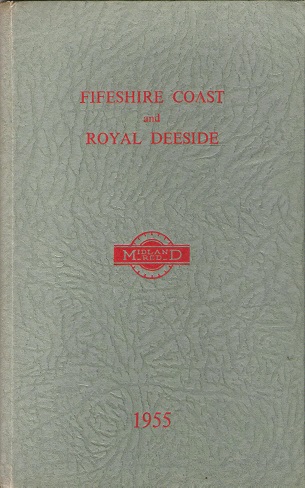 FIFESHIRE COAST
and
ROYAL DEESIDE
MIDLAND
RED
1955